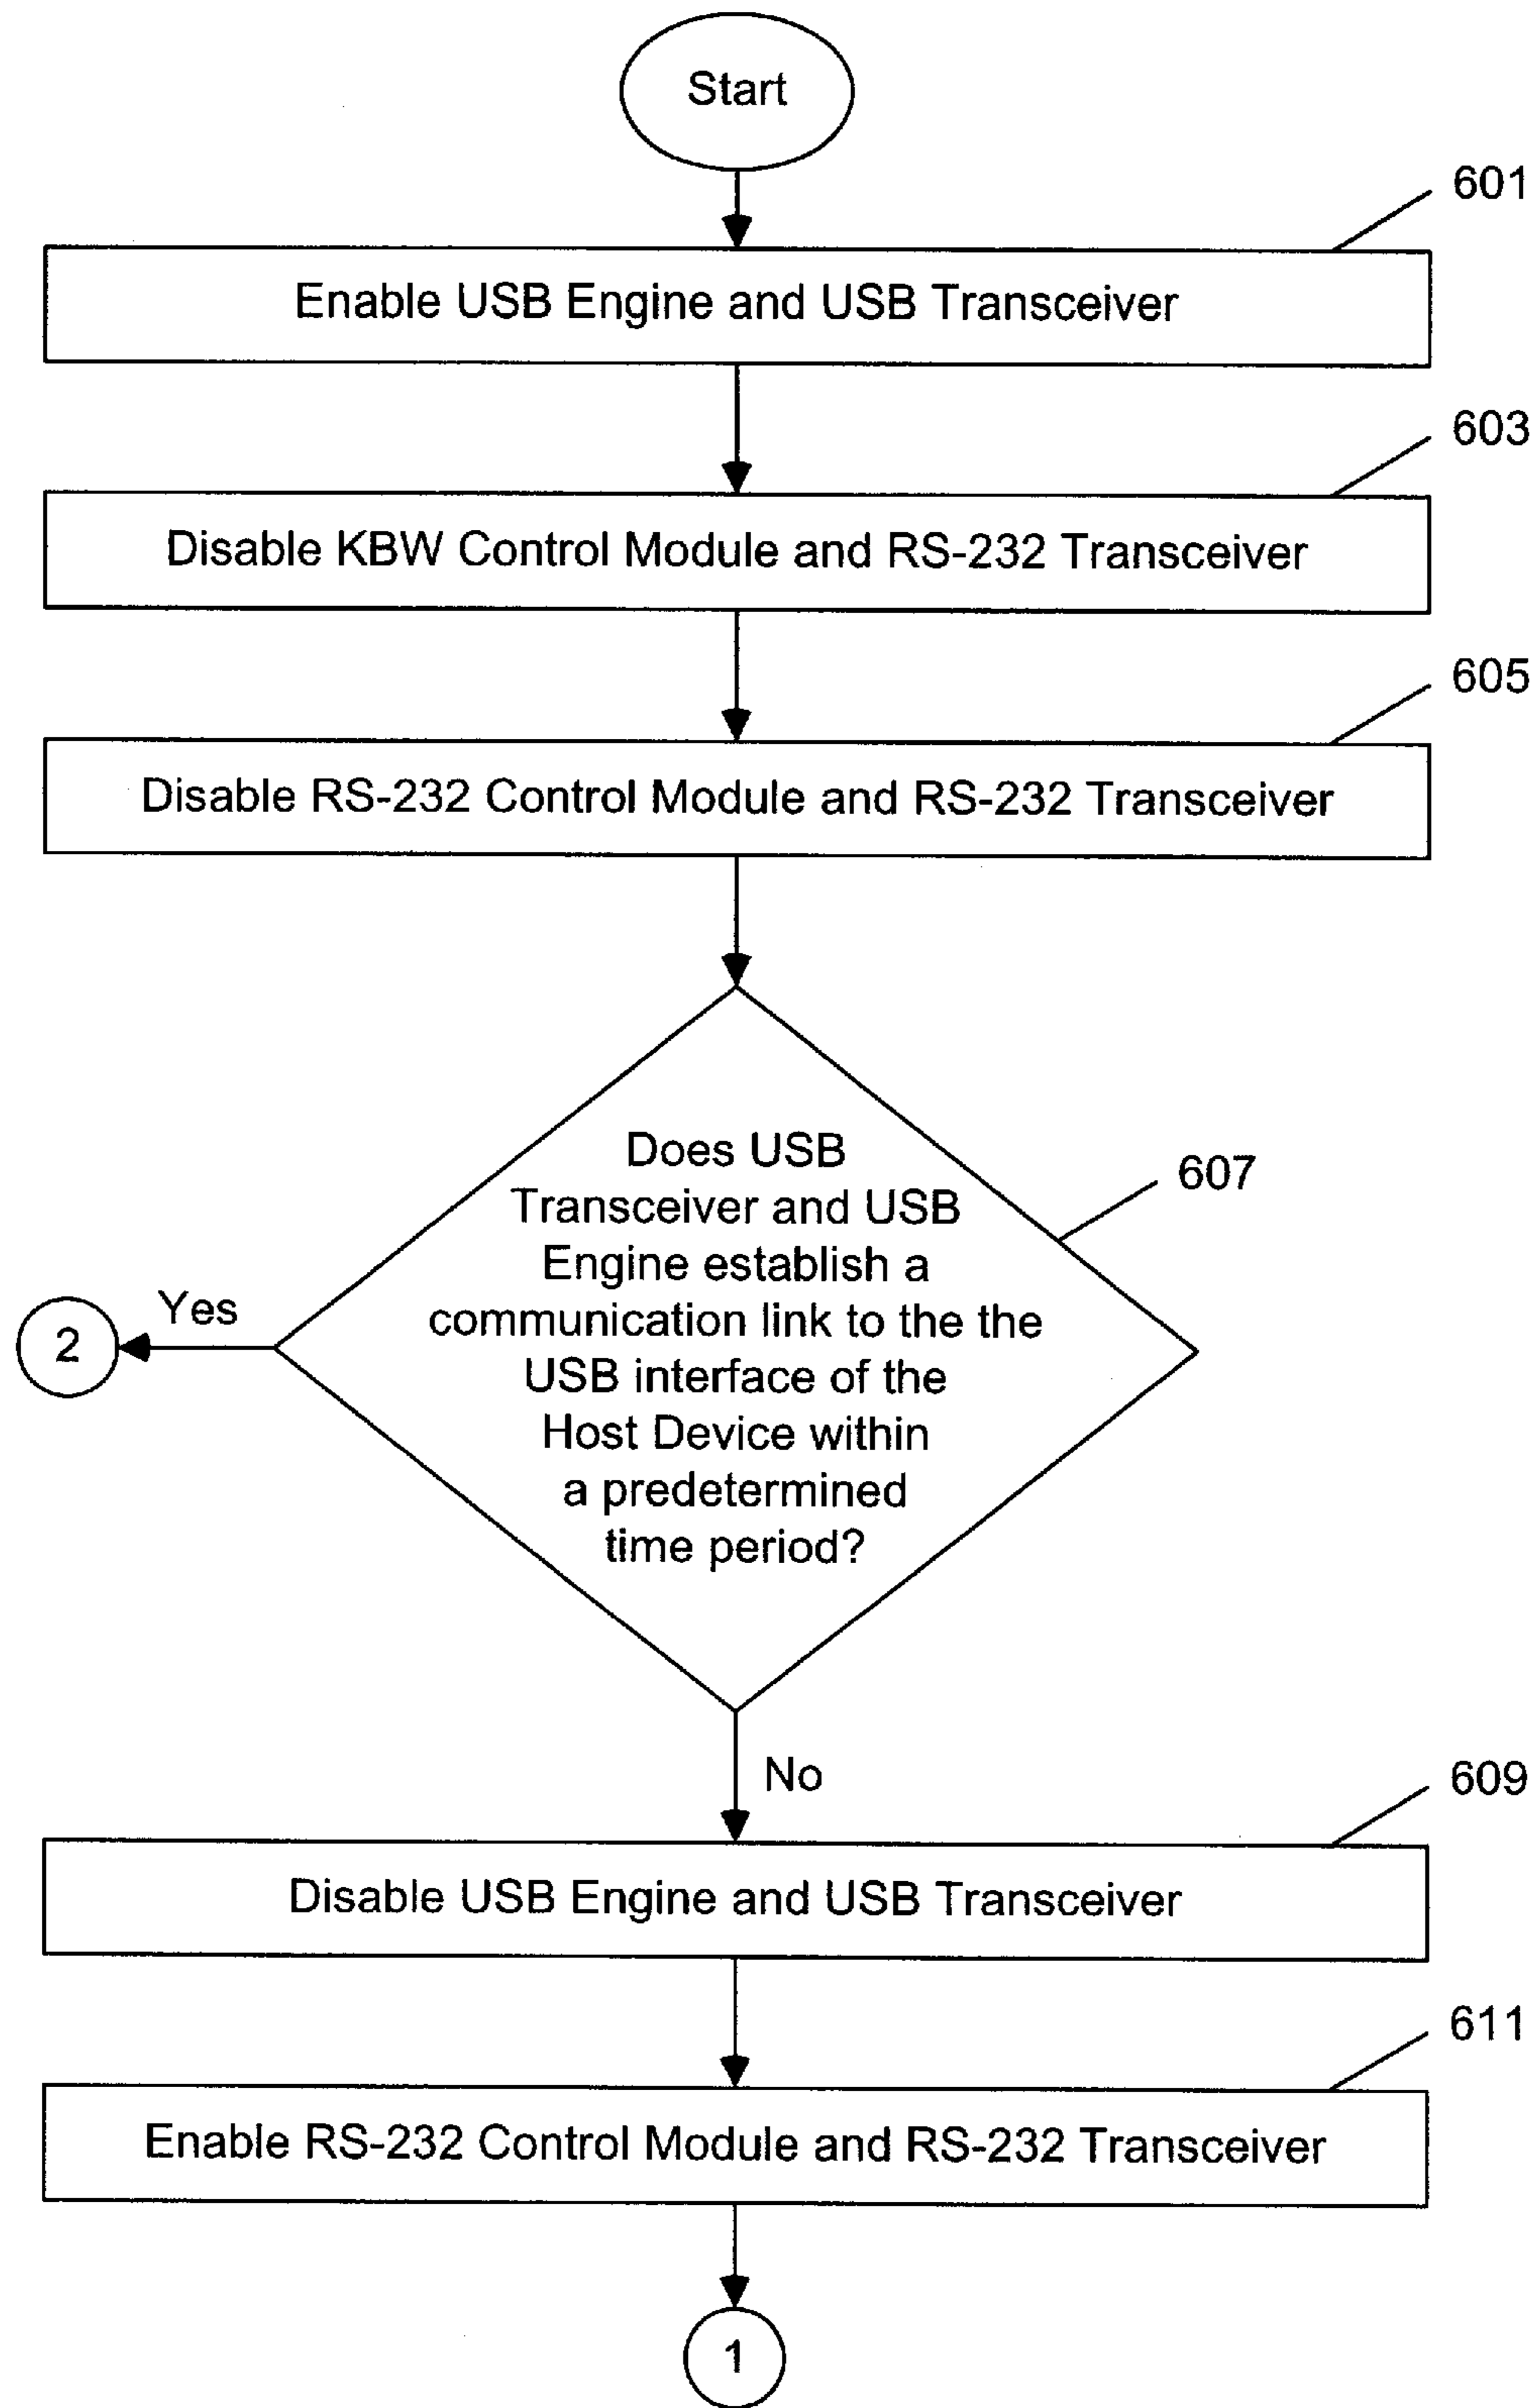 Start
601
Enable USB Engine and USB Transceiver
603
Disable KBW Control Module and RS-232 Transceiver
605
Disable RS-232 Control Module and RS-232 Transceiver
Does USB
Transceiver and USB
Engine establish a
communication link to the the
USB interface of the
Host Device within
a predetermined
time period?
607
Yes
2
No
609
Disable USB Engine and USB Transceiver
611
Enable RS-232 Control Module and RS-232 Transceiver
1